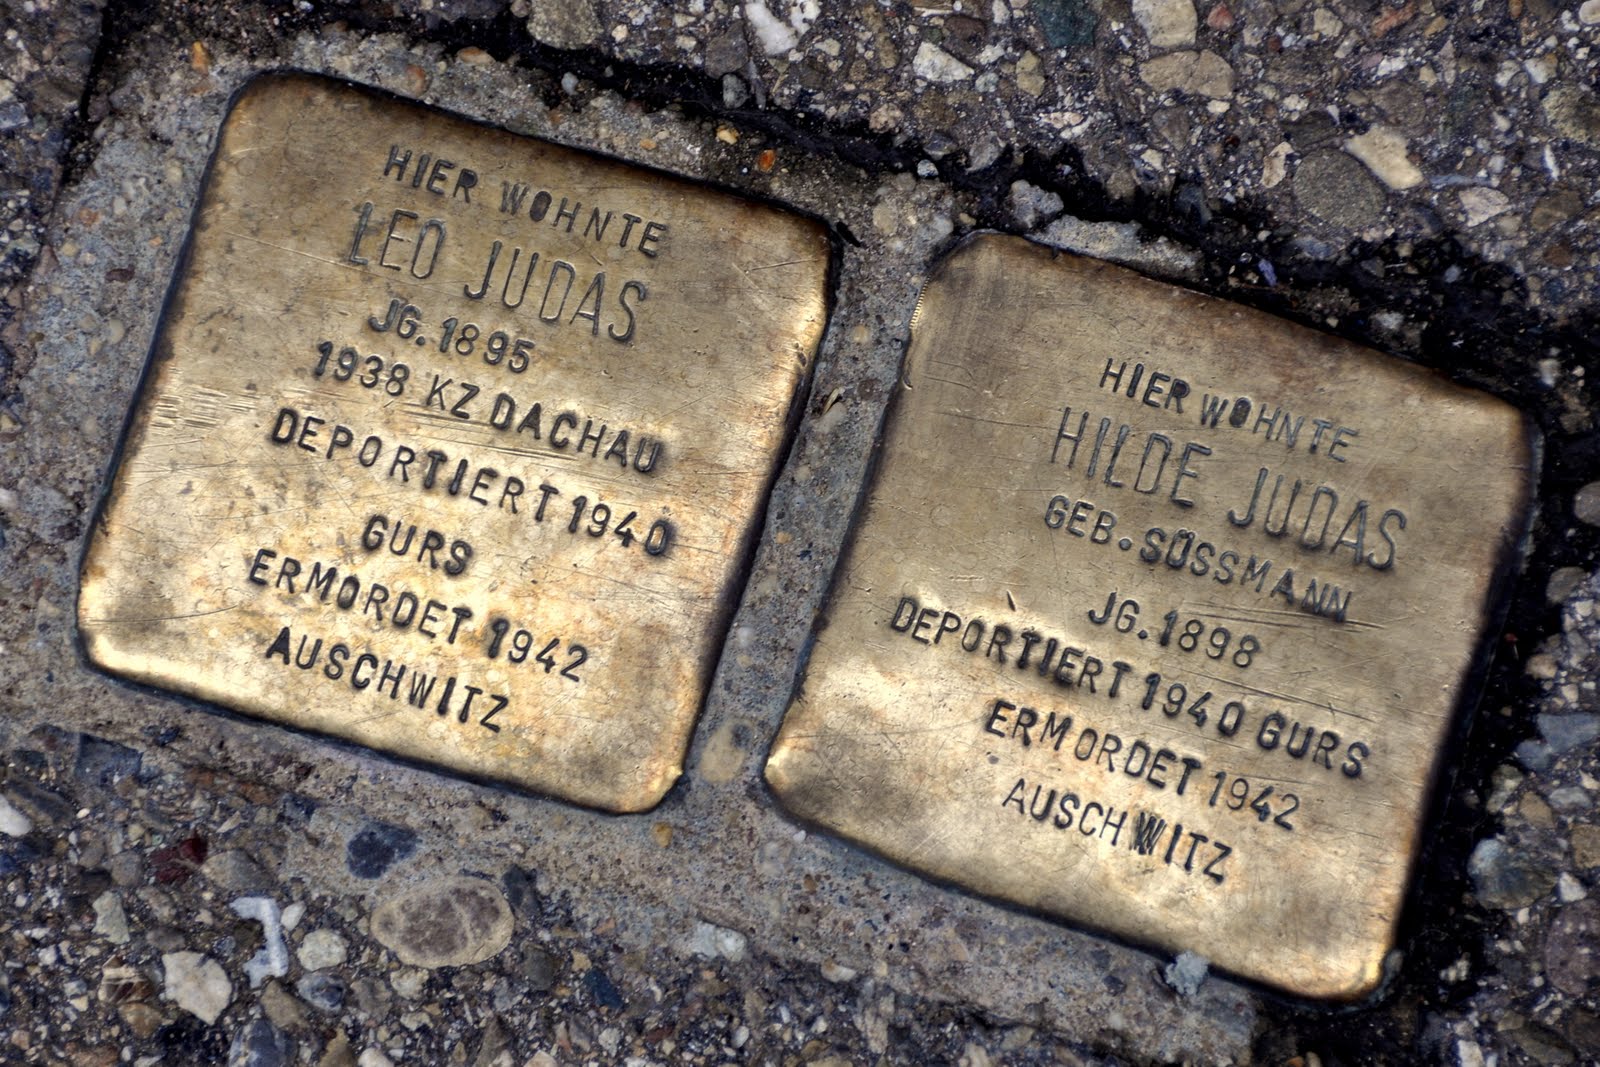 HIER WOHNTE
LEO JUDAS
JG. 1895
1938 KZ DACHAU
DEPORTIERT 1940
GURS
ERMORDET 1942
AUSCHWITZ
HIER WOHNTE
HILDE JUDAS
GEB. SÜSSMANN
JG. 1898
DEPORTIERT 1940 GURS
ERMORDET 1942
AUSCHWITZ